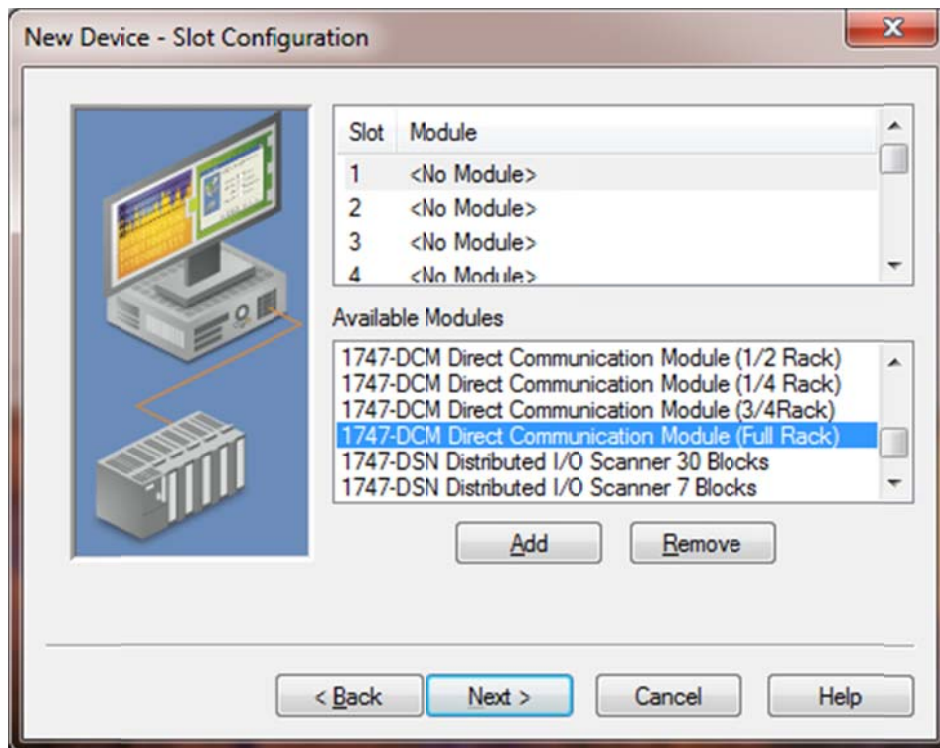 New Device - Slot Configuration
Slot Module
1 <No Module>
2 <No Module>
3 <No Module>
4 <No Module>
Available Modules
1747-DCM Direct Communication Module (1/2 Rack)
1747-DCM Direct Communication Module (1/4 Rack)
1747-DCM Direct Communication Module (3/4Rack)
1747-DCM Direct Communication Module (Full Rack)
1747-DSN Distributed I/O Scanner 30 Blocks
1747-DSN Distributed I/O Scanner 7 Blocks
Add Remove
< Back Next > Cancel Help